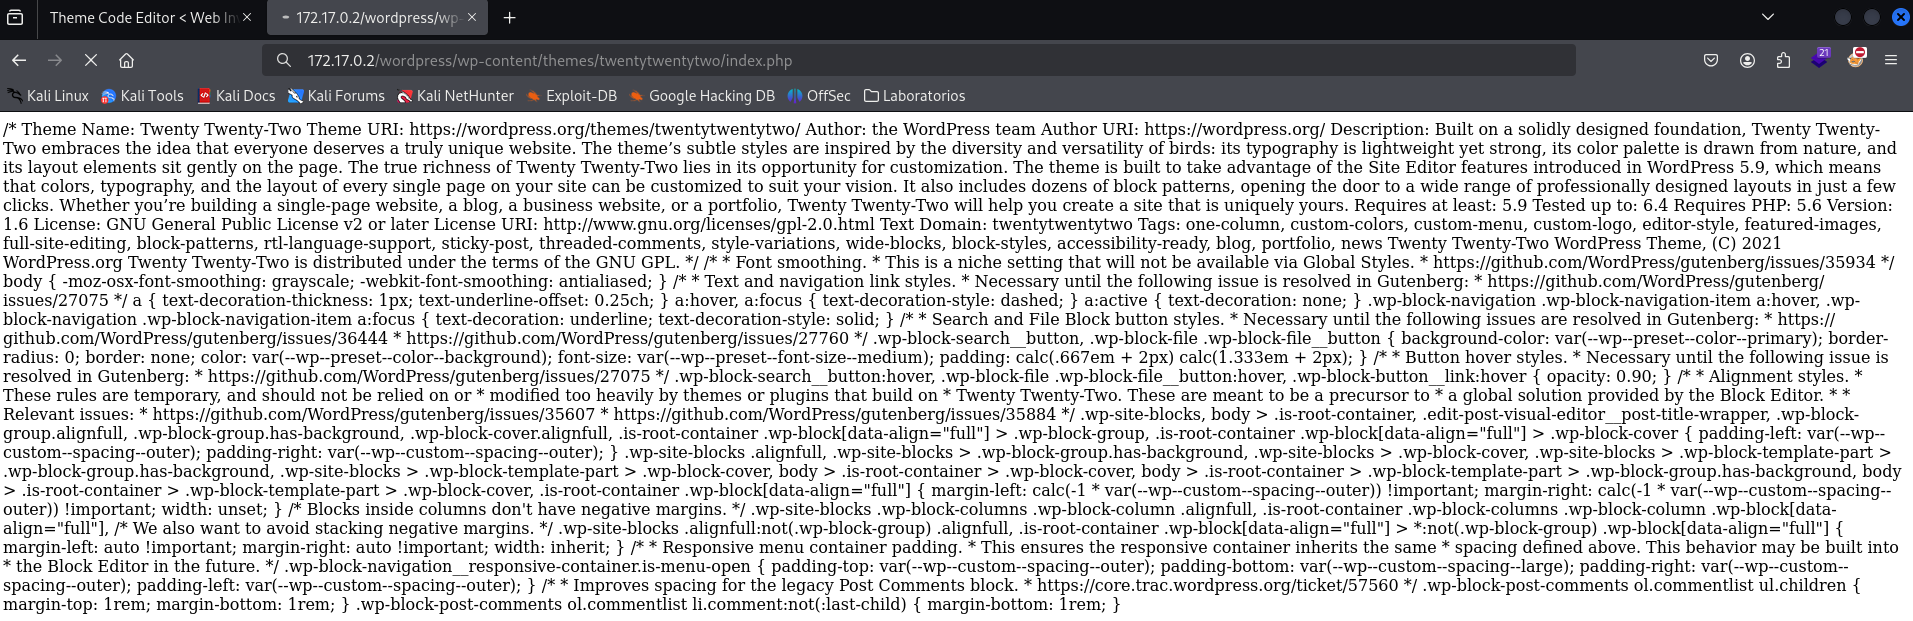 Theme Code Editor < Web In
172.17.0.2/wordpress/wp-
172.17.0.2/wordpress/wp-content/themes/twentytwentytwo/index.php
21
Kali Linux Kali Tools Kali Docs Kali Forums Kali NetHunter Exploit-DB Google Hacking DB OffSec Laboratorios
/* Theme Name: Twenty Twenty-Two Theme URI: https://wordpress.org/themes/twentytwentytwo/ Author: the WordPress team Author URI: https://wordpress.org/ Description: Built on a solidly designed foundation, Twenty Twenty-
Two embraces the idea that everyone deserves a truly unique website. The theme’s subtle styles are inspired by the diversity and versatility of birds: its typography is lightweight yet strong, its color palette is drawn from nature, and
its layout elements sit gently on the page. The true richness of Twenty Twenty-Two lies in its opportunity for customization. The theme is built to take advantage of the Site Editor features introduced in WordPress 5.9, which means
that colors, typography, and the layout of every single page on your site can be customized to suit your vision. It also includes dozens of block patterns, opening the door to a wide range of professionally designed layouts in just a few
clicks. Whether you’re building a single-page website, a blog, a business website, or a portfolio, Twenty Twenty-Two will help you create a site that is uniquely yours. Requires at least: 5.9 Tested up to: 6.4 Requires PHP: 5.6 Version:
1.6 License: GNU General Public License v2 or later License URI: http://www.gnu.org/licenses/gpl-2.0.html Text Domain: twentytwentytwo Tags: one-column, custom-colors, custom-menu, custom-logo, editor-style, featured-images,
full-site-editing, block-patterns, rtl-language-support, sticky-post, threaded-comments, style-variations, wide-blocks, block-styles, accessibility-ready, blog, portfolio, news Twenty Twenty-Two WordPress Theme, (C) 2021
WordPress.org Twenty Twenty-Two is distributed under the terms of the GNU GPL. */ /* * Font smoothing. * This is a niche setting that will not be available via Global Styles. * https://github.com/WordPress/gutenberg/issues/35934 */
body { -moz-osx-font-smoothing: grayscale; -webkit-font-smoothing: antialiased; } /* * Text and navigation link styles. * Necessary until the following issue is resolved in Gutenberg: * https://github.com/WordPress/gutenberg/
issues/27075 */ a { text-decoration-thickness: 1px; text-underline-offset: 0.25ch; } a:hover, a:focus { text-decoration-style: dashed; } a:active { text-decoration: none; } .wp-block-navigation .wp-block-navigation-item a:hover, .wp-
block-navigation .wp-block-navigation-item a:focus { text-decoration: underline; text-decoration-style: solid; } /* * Search and File Block button styles. * Necessary until the following issues are resolved in Gutenberg: * https://
github.com/WordPress/gutenberg/issues/36444 * https://github.com/WordPress/gutenberg/issues/27760 */ .wp-block-search__button, .wp-block-file .wp-block-file__button { background-color: var(--wp--preset--color--primary); border-
radius: 0; border: none; color: var(--wp--preset--color--background); font-size: var(--wp--preset--font-size--medium); padding: calc(.667em + 2px) calc(1.333em + 2px); } /* * Button hover styles. * Necessary until the following issue is
resolved in Gutenberg: * https://github.com/WordPress/gutenberg/issues/27075 */ .wp-block-search__button:hover, .wp-block-file .wp-block-file__button:hover, .wp-block-button__link:hover { opacity: 0.90; } /* * Alignment styles. *
These rules are temporary, and should not be relied on or * modified too heavily by themes or plugins that build on * Twenty Twenty-Two. These are meant to be a precursor to * a global solution provided by the Block Editor. * *
Relevant issues: * https://github.com/WordPress/gutenberg/issues/35607 * https://github.com/WordPress/gutenberg/issues/35884 */ .wp-site-blocks, body > .is-root-container, .edit-post-visual-editor__post-title-wrapper, .wp-block-
group.alignfull, .wp-block-group.has-background, .wp-block-cover.alignfull, .is-root-container .wp-block[data-align="full"] > .wp-block-group, .is-root-container .wp-block[data-align="full"] > .wp-block-cover { padding-left: var(--wp--
custom--spacing--outer); padding-right: var(--wp--custom--spacing--outer); } .wp-site-blocks .alignfull, .wp-site-blocks > .wp-block-group.has-background, .wp-site-blocks > .wp-block-cover, .wp-site-blocks > .wp-block-template-part >
.wp-block-group.has-background, .wp-site-blocks > .wp-block-template-part > .wp-block-cover, body > .is-root-container > .wp-block-cover, body > .is-root-container > .wp-block-template-part > .wp-block-group.has-background, body
> .is-root-container > .wp-block-template-part > .wp-block-cover, .is-root-container .wp-block[data-align="full"] { margin-left: calc(-1 * var(--wp--custom--spacing--outer)) !important; margin-right: calc(-1 * var(--wp--custom--spacing--
outer)) !important; width: unset; } /* Blocks inside columns don't have negative margins. */ .wp-site-blocks .wp-block-columns .wp-block-column .alignfull, .is-root-container .wp-block-columns .wp-block-column .wp-block[data-
align="full"], /* We also want to avoid stacking negative margins. */ .wp-site-blocks .alignfull:not(.wp-block-group) .alignfull, .is-root-container .wp-block[data-align="full"] > *:not(.wp-block-group) .wp-block[data-align="full"] {
margin-left: auto !important; margin-right: auto !important; width: inherit; } /* * Responsive menu container padding. * This ensures the responsive container inherits the same * spacing defined above. This behavior may be built into
* the Block Editor in the future. */ .wp-block-navigation__responsive-container.is-menu-open { padding-top: var(--wp--custom--spacing--outer); padding-bottom: var(--wp--custom--spacing--large); padding-right: var(--wp--custom--
spacing--outer); padding-left: var(--wp--custom--spacing--outer); } /* * Improves spacing for the legacy Post Comments block. * https://core.trac.wordpress.org/ticket/57560 */ .wp-block-post-comments ol.commentlist ul.children {
margin-top: 1rem; margin-bottom: 1rem; } .wp-block-post-comments ol.commentlist li.comment:not(:last-child) { margin-bottom: 1rem; }